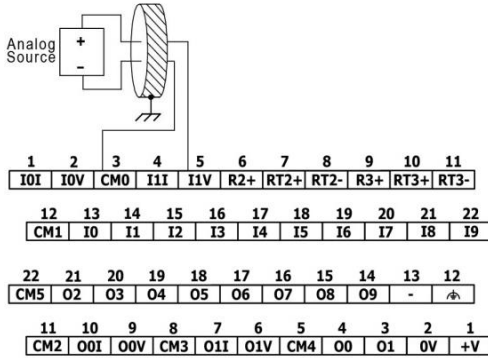 Analog
Source
+
-
1 2 3 4 5 6 7 8 9 10 11
I0I I0V CM0 I1I I1V R2+ RT2+ RT2- R3+ RT3+ RT3-
12 13 14 15 16 17 18 19 20 21 22
CM1 I0 I1 I2 I3 I4 I5 I6 I7 I8 I9
22 21 20 19 18 17 16 15 14 13 12
CM5 O2 O3 O4 O5 O6 O7 O8 O9 -
11 10 9 8 7 6 5 4 3 2 1
CM2 O0I O0V CM3 O1I O1V CM4 O0 O1 0V +V